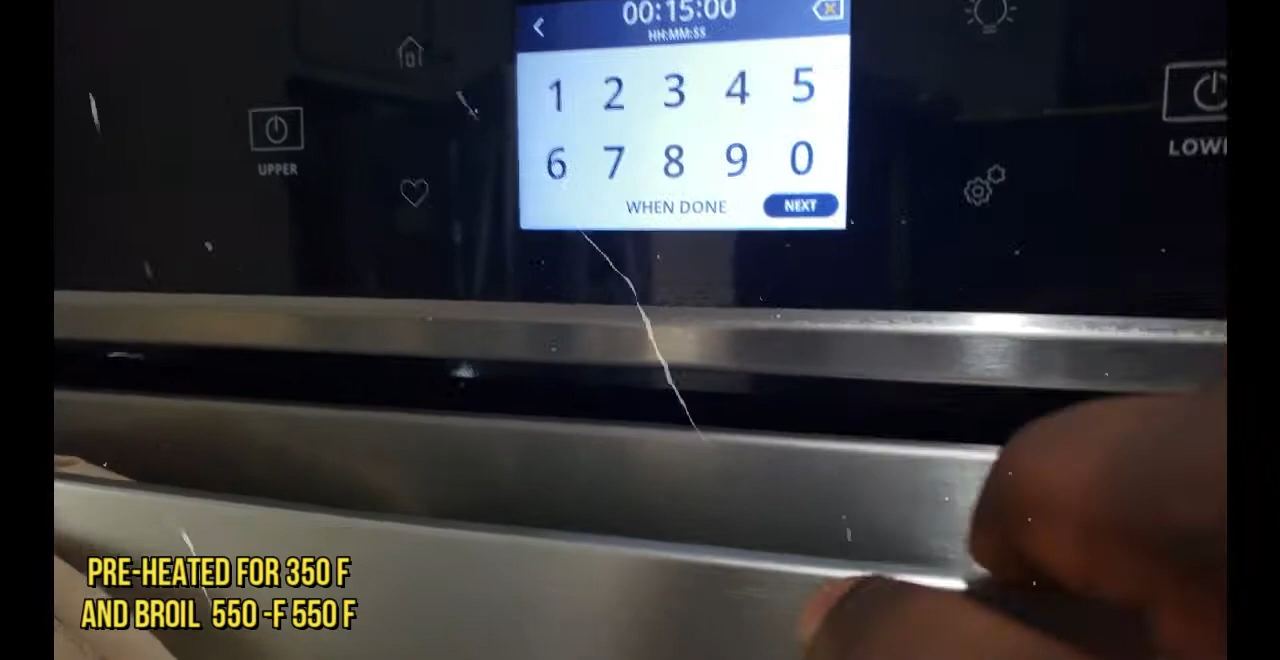 00:15:00
HH:MM:SS
1 2 3 4 5
6 7 8 9 0
WHEN DONE NEXT
UPPER
LOW
PRE-HEATED FOR 350 F
AND BROIL 550 -F 550 F